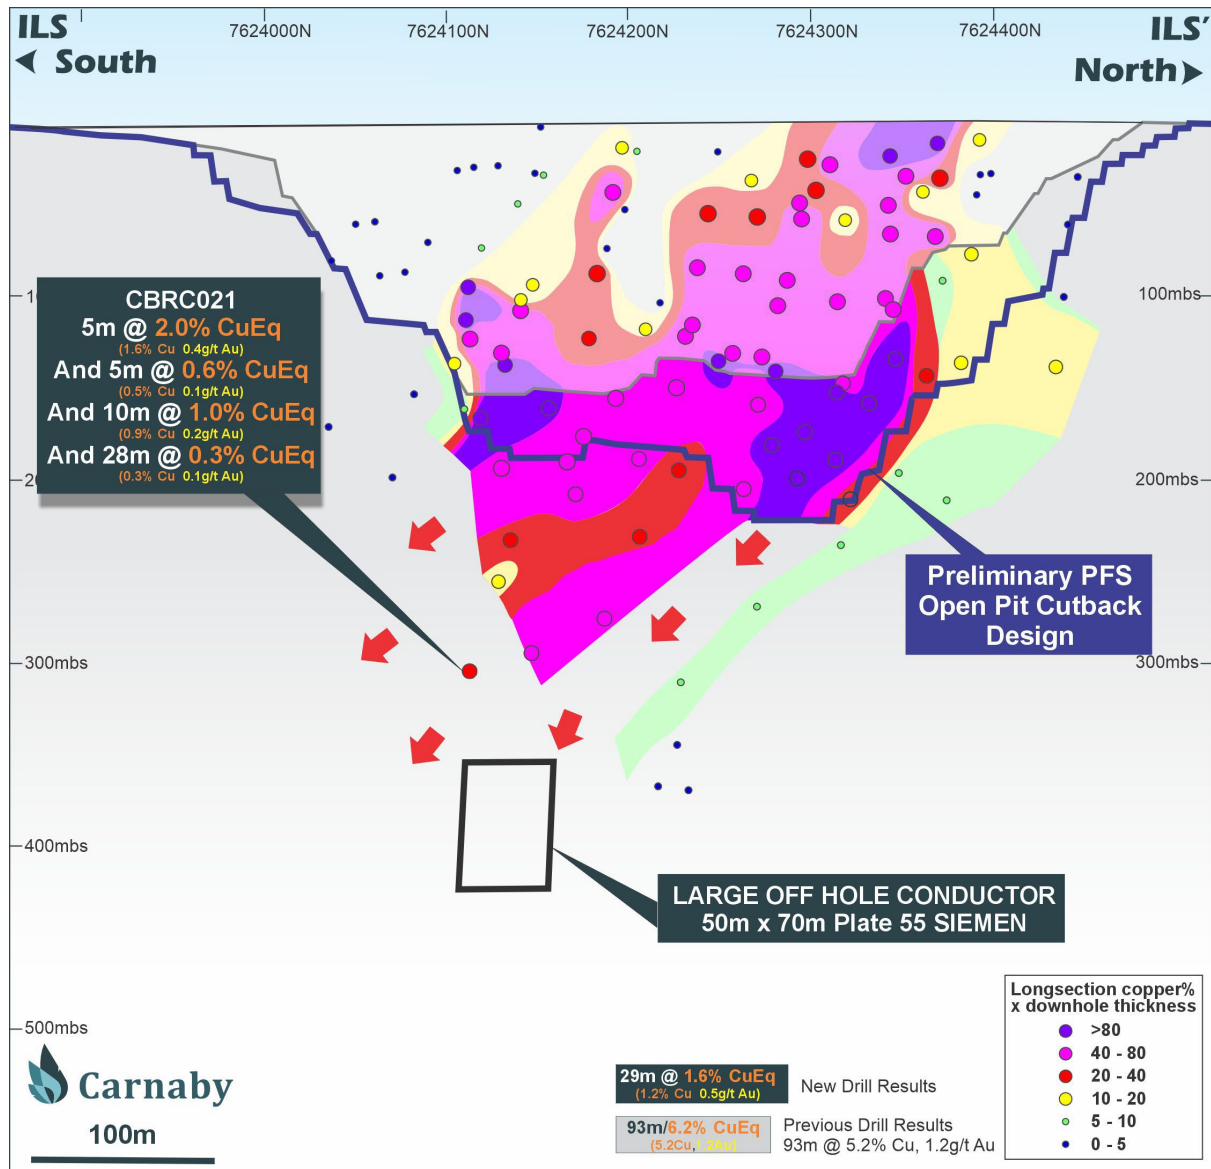 ILS
South
7624000N
7624100N
7624200N
7624300N
7624400N
ILS'
North
CBRC021
5m @ 2.0% CuEq
(1.6% Cu 0.4g/t Au)
And 5m @ 0.6% CuEq
(0.5% Cu 0.1g/t Au)
And 10m @ 1.0% CuEq
(0.9% Cu 0.2g/t Au)
And 28m @ 0.3% CuEq
(0.3% Cu 0.1g/t Au)
100mbs
200mbs
Preliminary PFS
Open Pit Cutback
Design
300mbs
300mbs
400mbs
LARGE OFF HOLE CONDUCTOR
50m x 70m Plate 55 SIEMEN
500mbs
Carnaby
100m
29m @ 1.6% CuEq
(1.2% Cu 0.5g/t Au)
New Drill Results
93m/6.2% CuEq
(5.2Cu,1.2Au)
Previous Drill Results
93m @ 5.2% Cu, 1.2g/t Au
Longsection copper%
x downhole thickness
>80
40 - 80
20 - 40
10 - 20
5 - 10
0 - 5